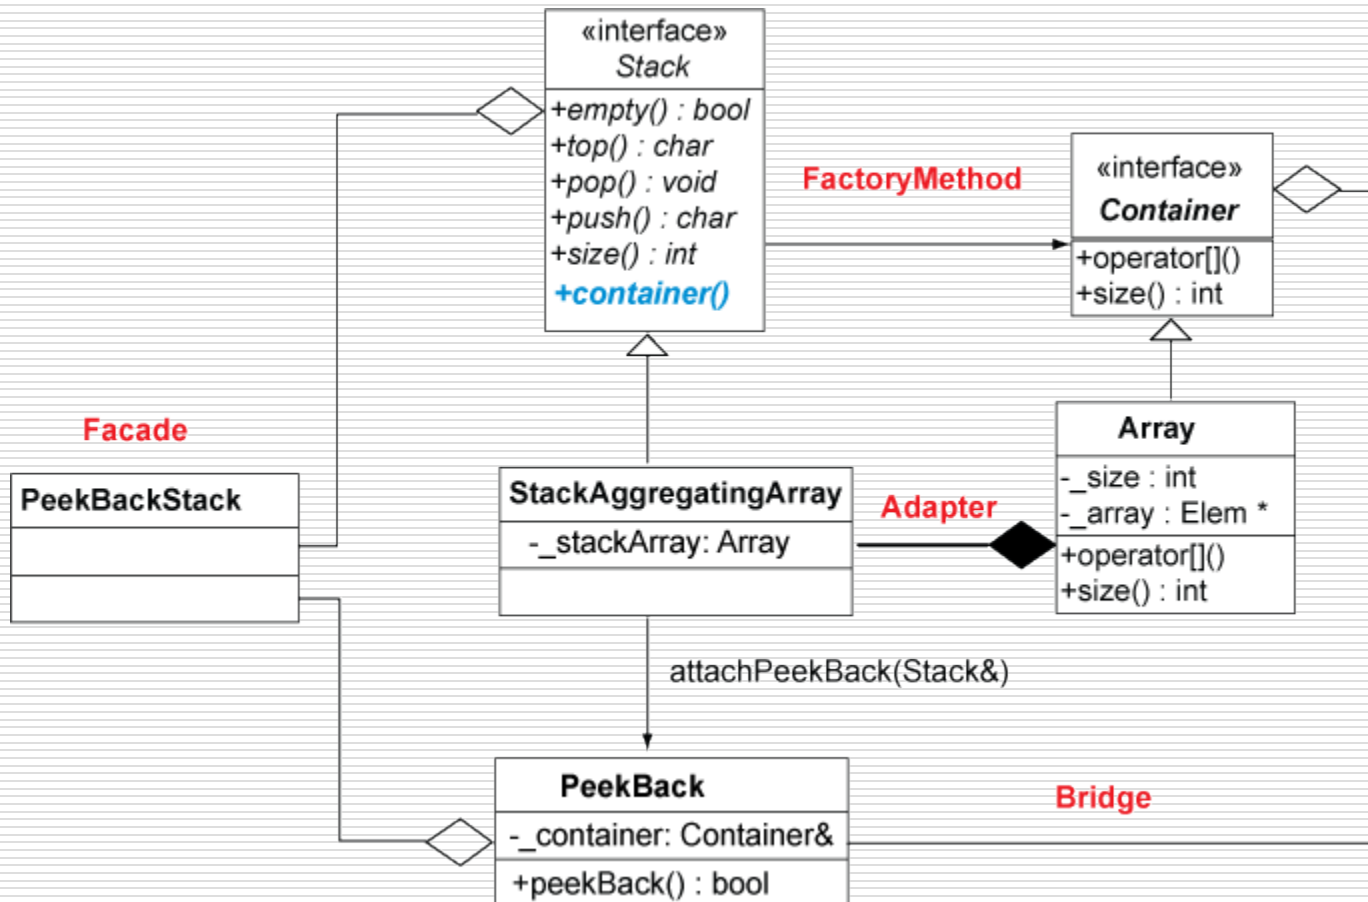 «interface»
Stack
+empty() : bool
+top() : char
+pop() : void
+push() : char
+size() : int
+container()
FactoryMethod
«interface»
Container
+operator[]()
+size() : int
Facade
PeekBackStack
StackAggregatingArray
-_stackArray: Array
Adapter
Array
-_size : int
-_array : Elem *
+operator[]()
+size() : int
attachPeekBack(Stack&)
PeekBack
-_container: Container&
+peekBack() : bool
Bridge